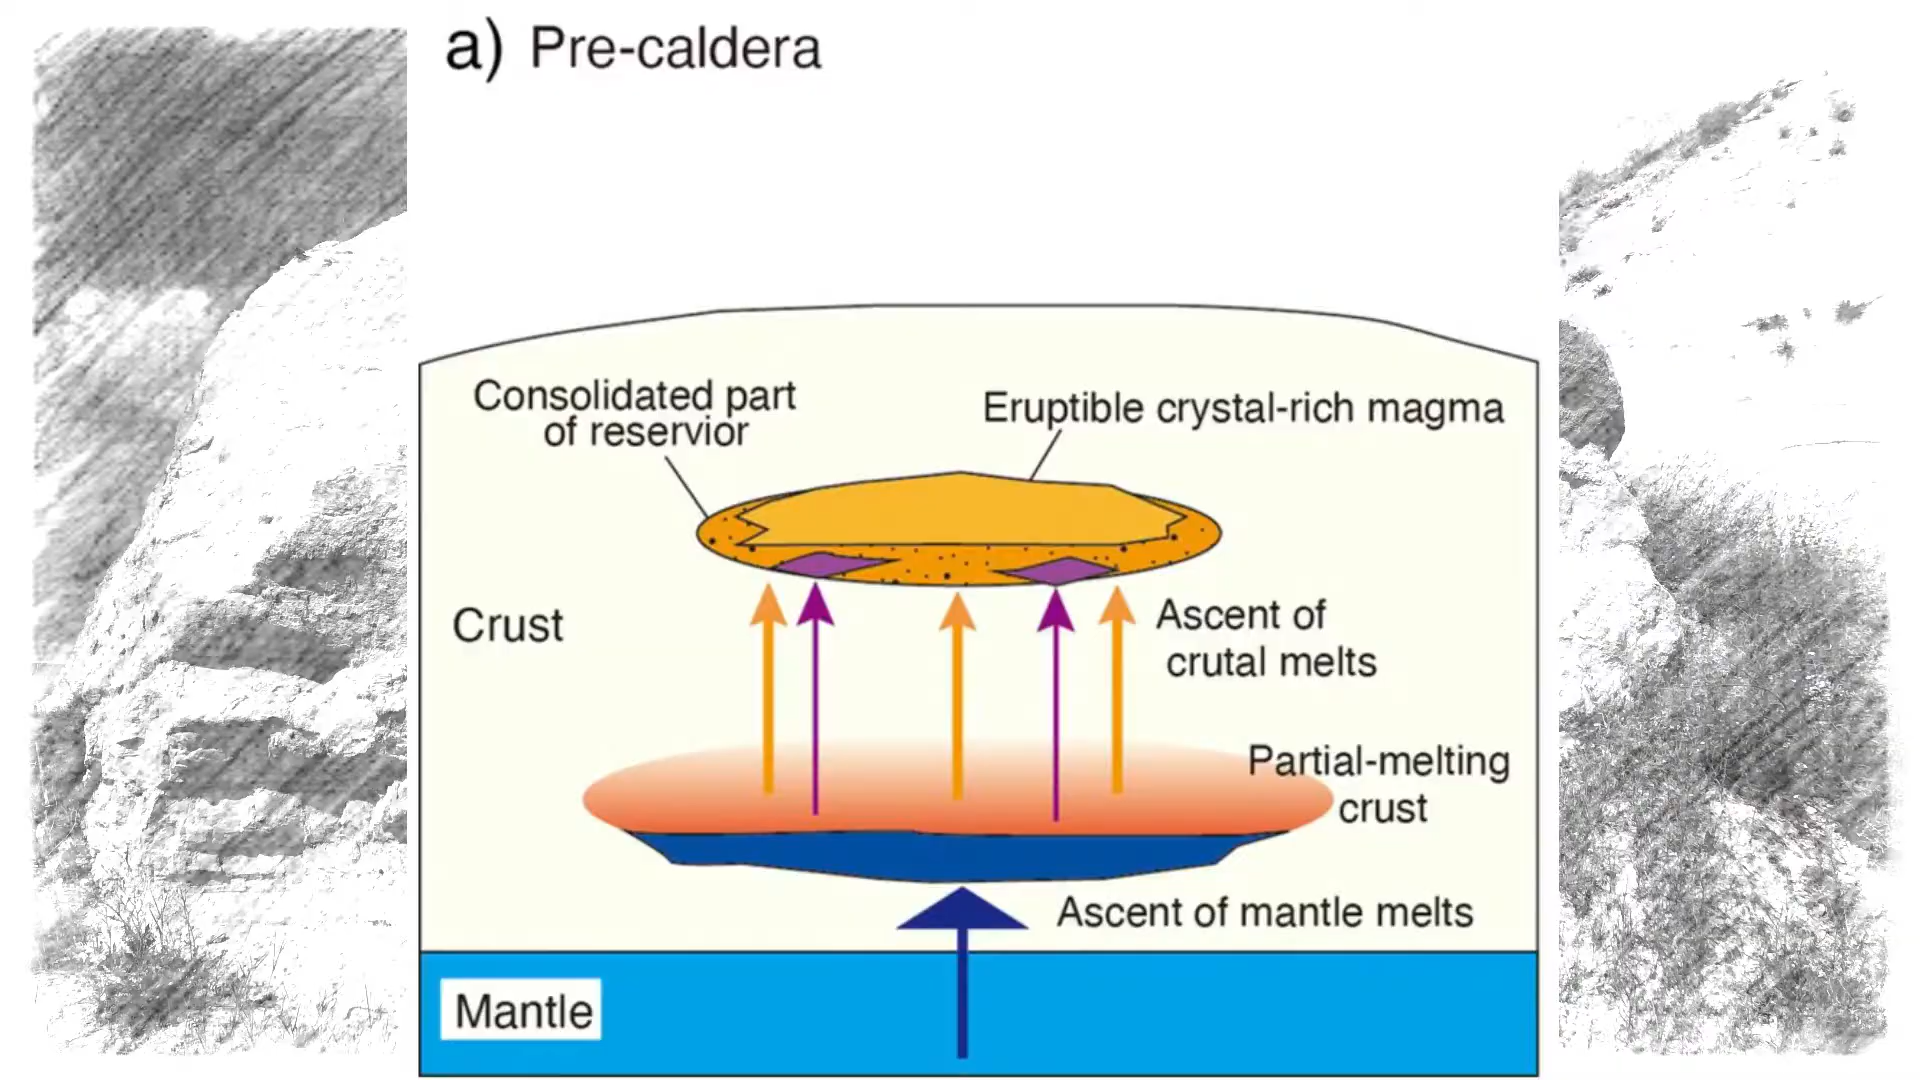 a) Pre-caldera
Consolidated part
of reservior
Eruptible crystal-rich magma
Crust
Ascent of
crutal melts
Partial-melting
crust
Ascent of mantle melts
Mantle